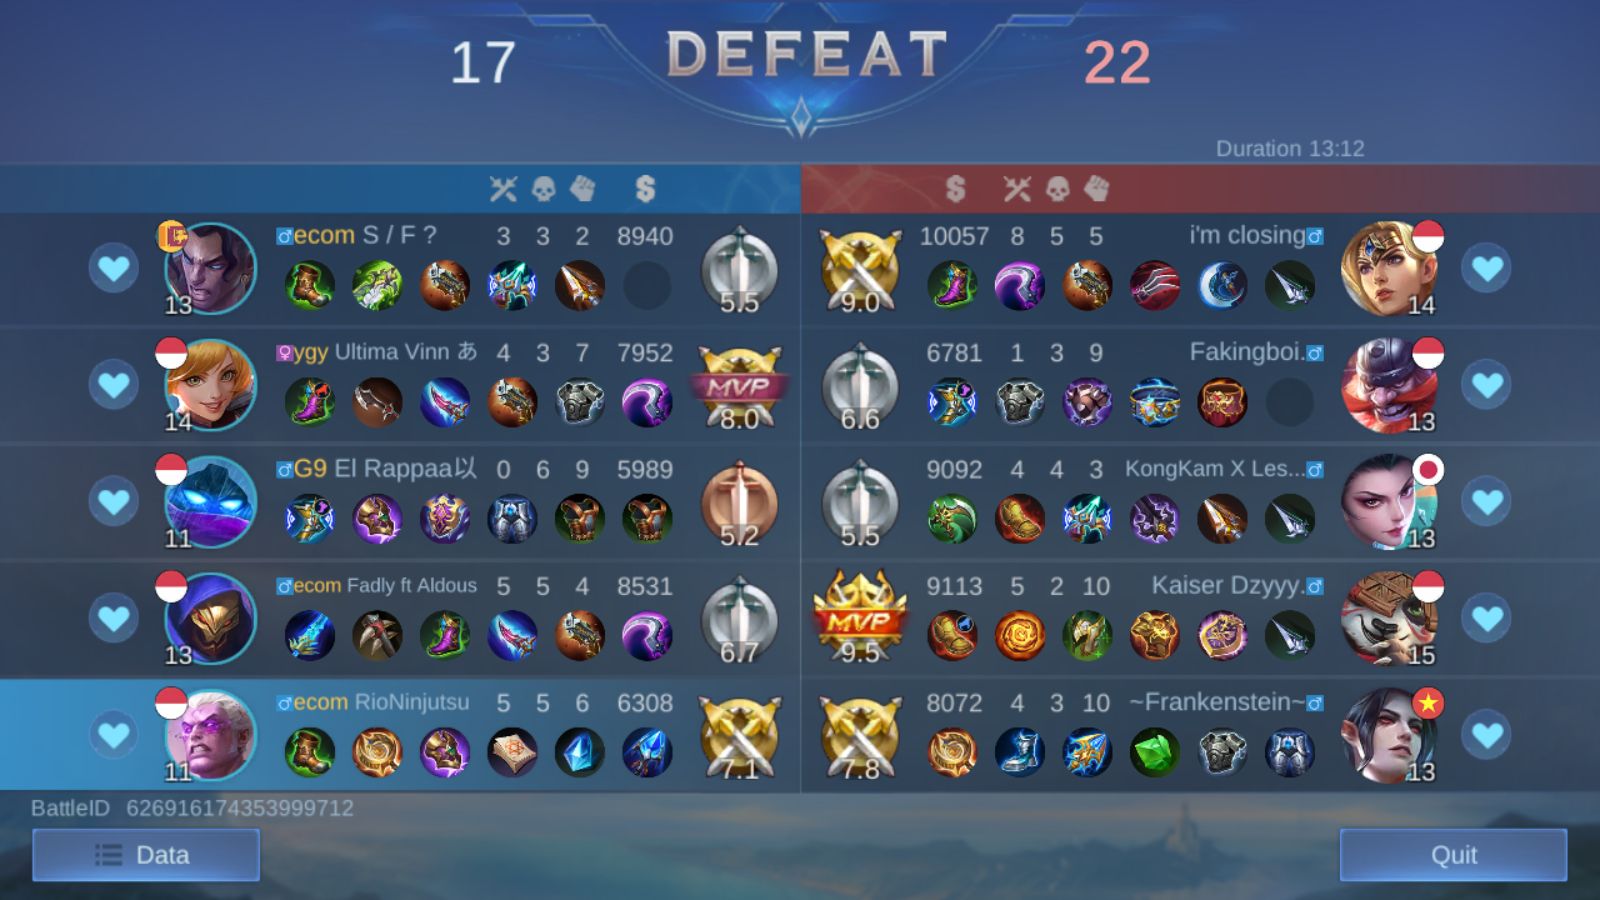 17 DEFEAT 22
Duration 13:12
13 ecom S / F ? 3 3 2 8940 5.5
9.0 10057 8 5 5 i'm closing 14
14 ygy Ultima Vinn あ 4 3 7 7952 MVP 8.0
6.6 6781 1 3 9 Fakingboi. 13
11 G9 El Rappaa以 0 6 9 5989 5.2
5.5 9092 4 4 3 KongKam X Les... 13
13 ecom Fadly ft Aldous 5 5 4 8531 6.7
MVP 9.5 9113 5 2 10 Kaiser Dzyyy. 15
11 ecom RioNinjutsu 5 5 6 6308 7.1
7.8 8072 4 3 10 ~Frankenstein~ 13
BattleID 626916174353999712
Data
Quit